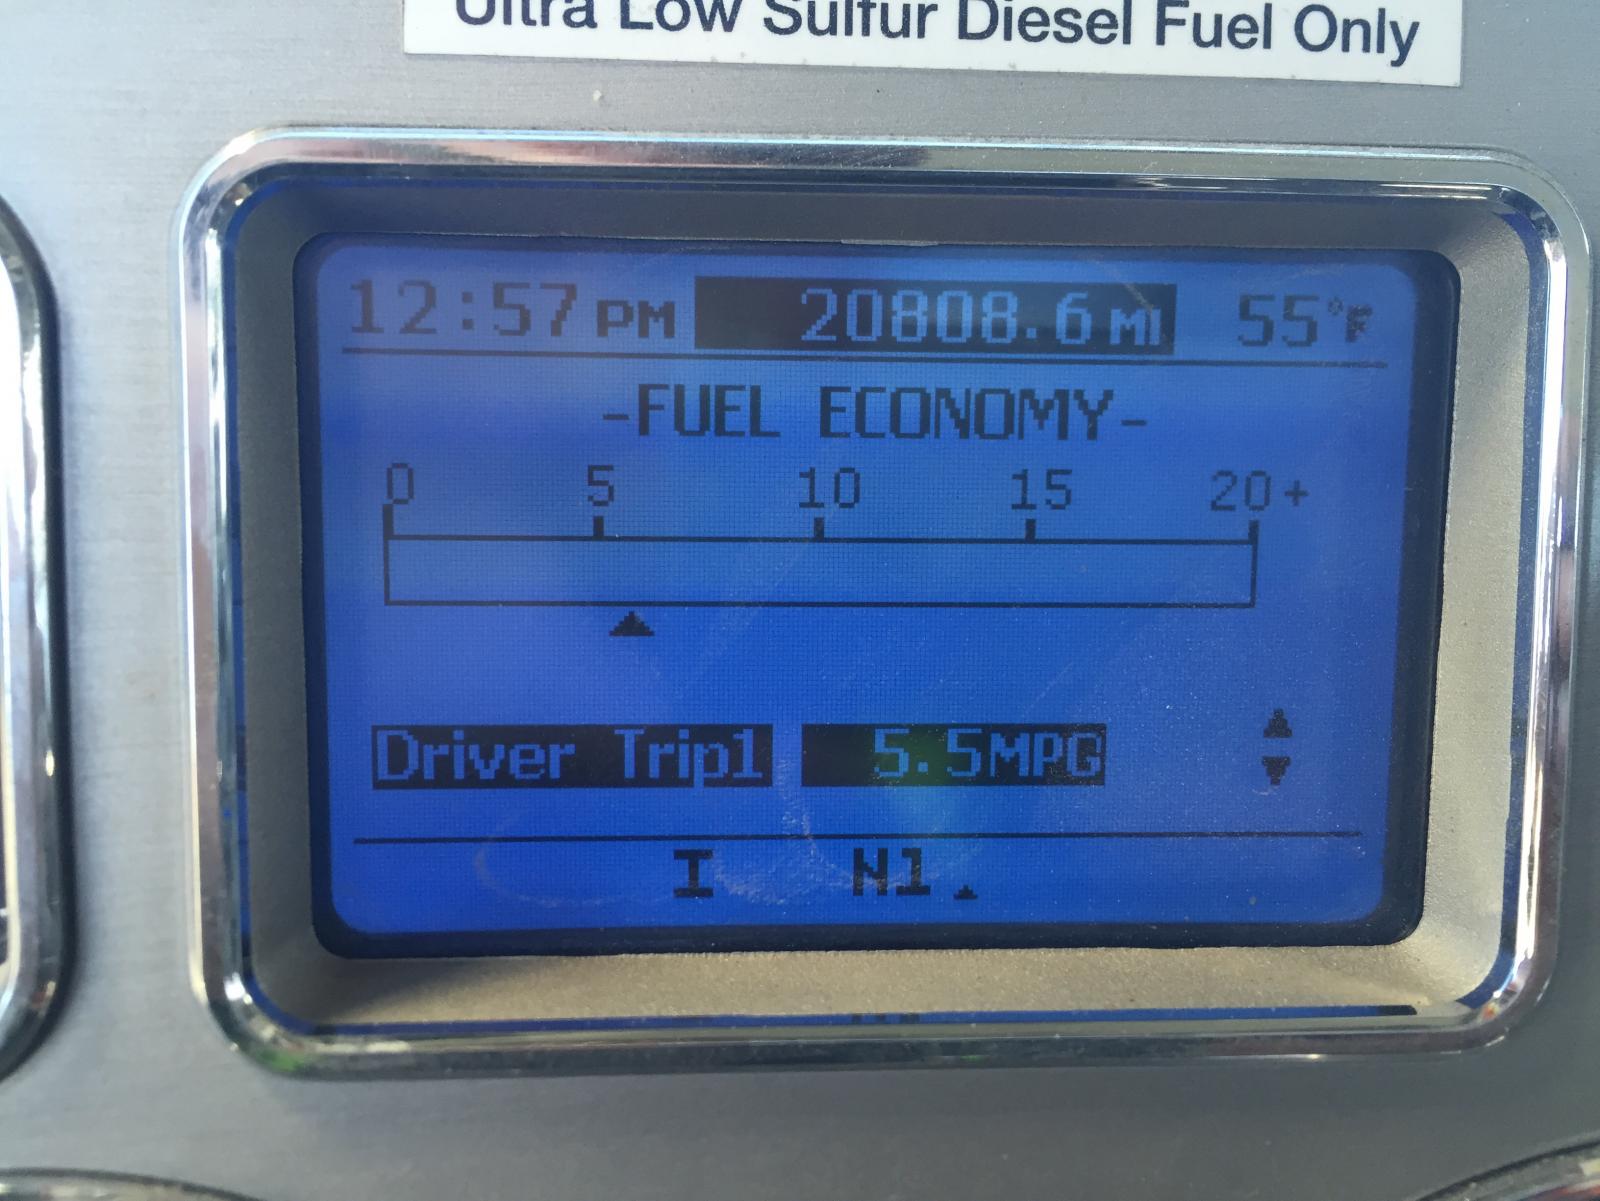 Ultra Low Sulfur Diesel Fuel Only
12:57 PM 20808.6 MI 55°F
-FUEL ECONOMY-
0 5 10 15 20+
Driver Trip1 5.5MPG
I N1